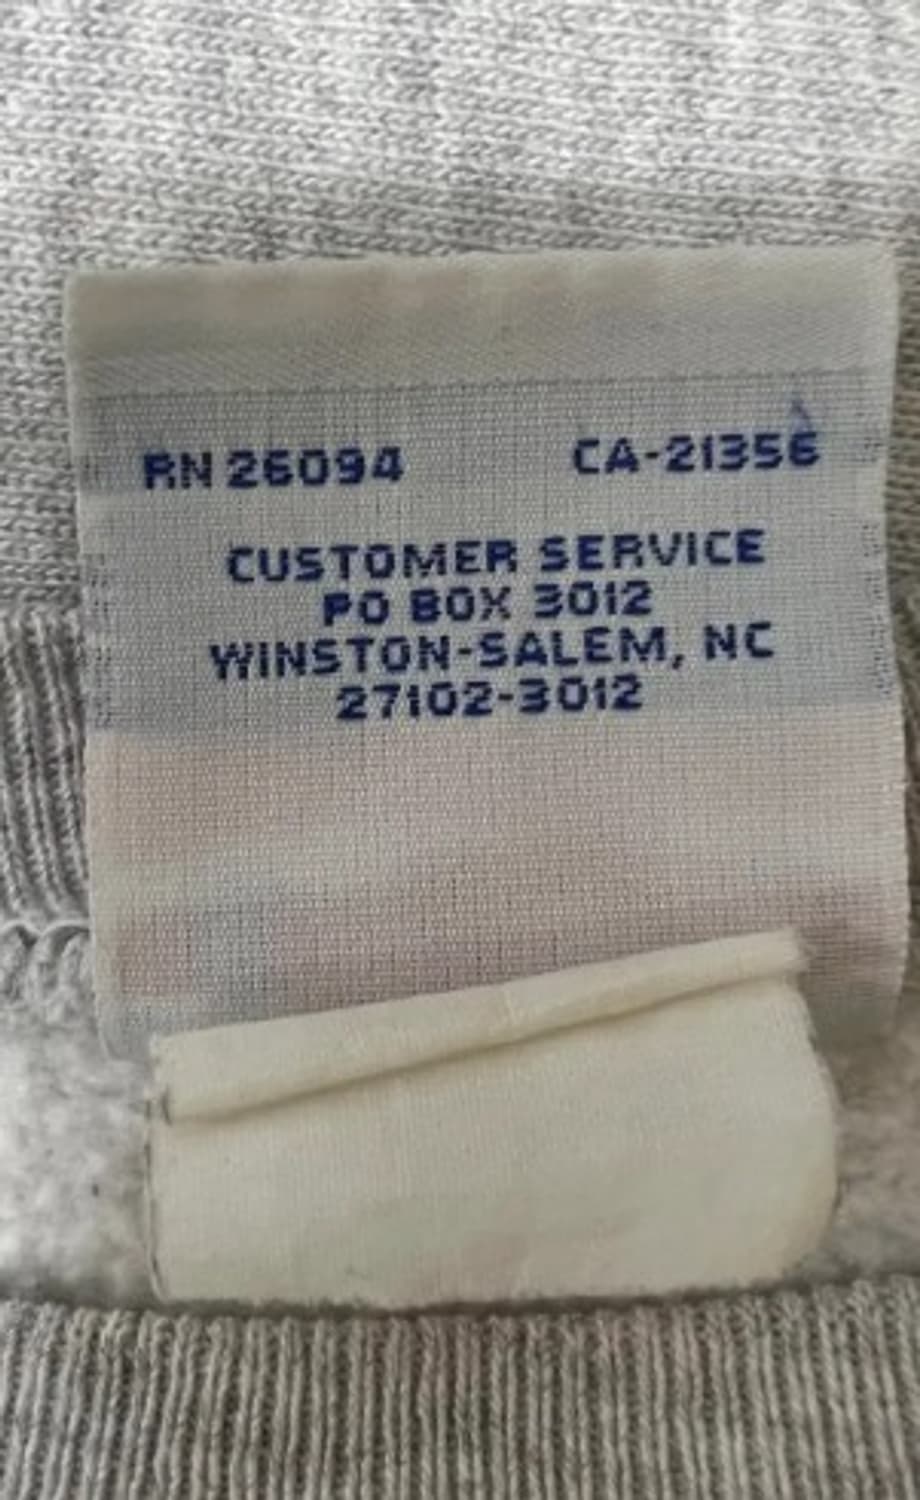 RN 26094 CA-21356
CUSTOMER SERVICE
PO BOX 3012
WINSTON-SALEM, NC
27102-3012